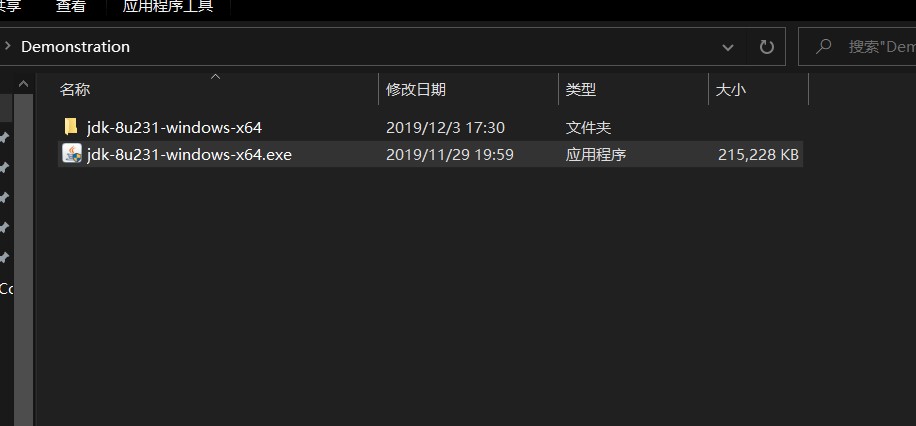 共享 查看 应用程序工具
Demonstration 搜索"Dem
名称 修改日期 类型 大小
jdk-8u231-windows-x64 2019/12/3 17:30 文件夹
jdk-8u231-windows-x64.exe 2019/11/29 19:59 应用程序 215,228 KB
Cc